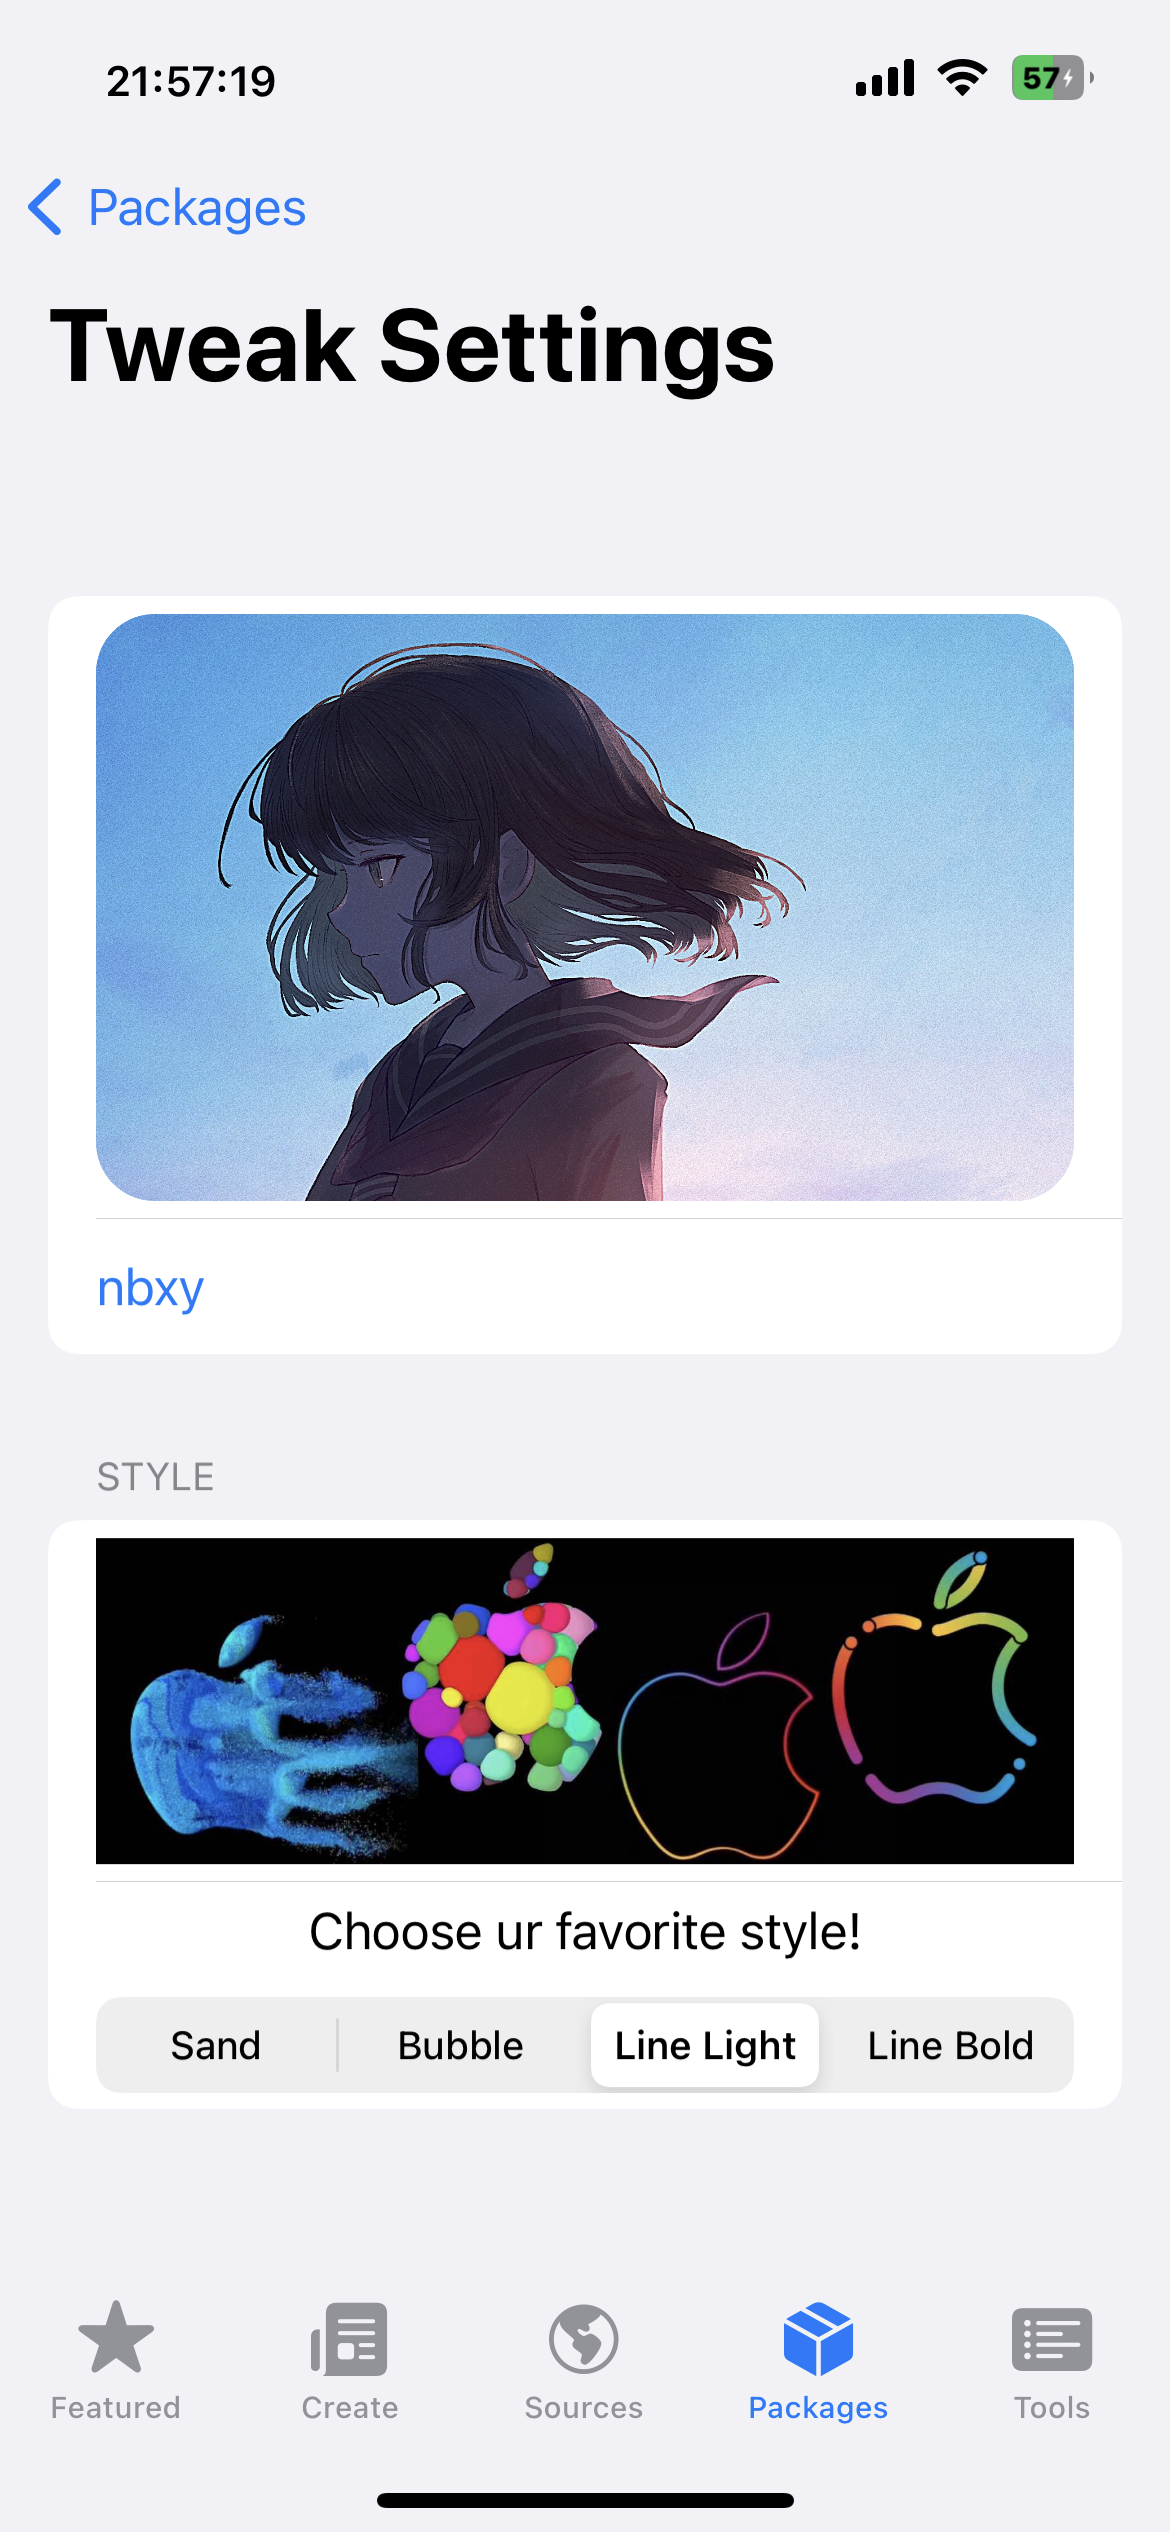 21:57:19
57
Packages
Tweak Settings
nbxy
STYLE
Choose ur favorite style!
Sand
Bubble
Line Light
Line Bold
Featured
Create
Sources
Packages
Tools